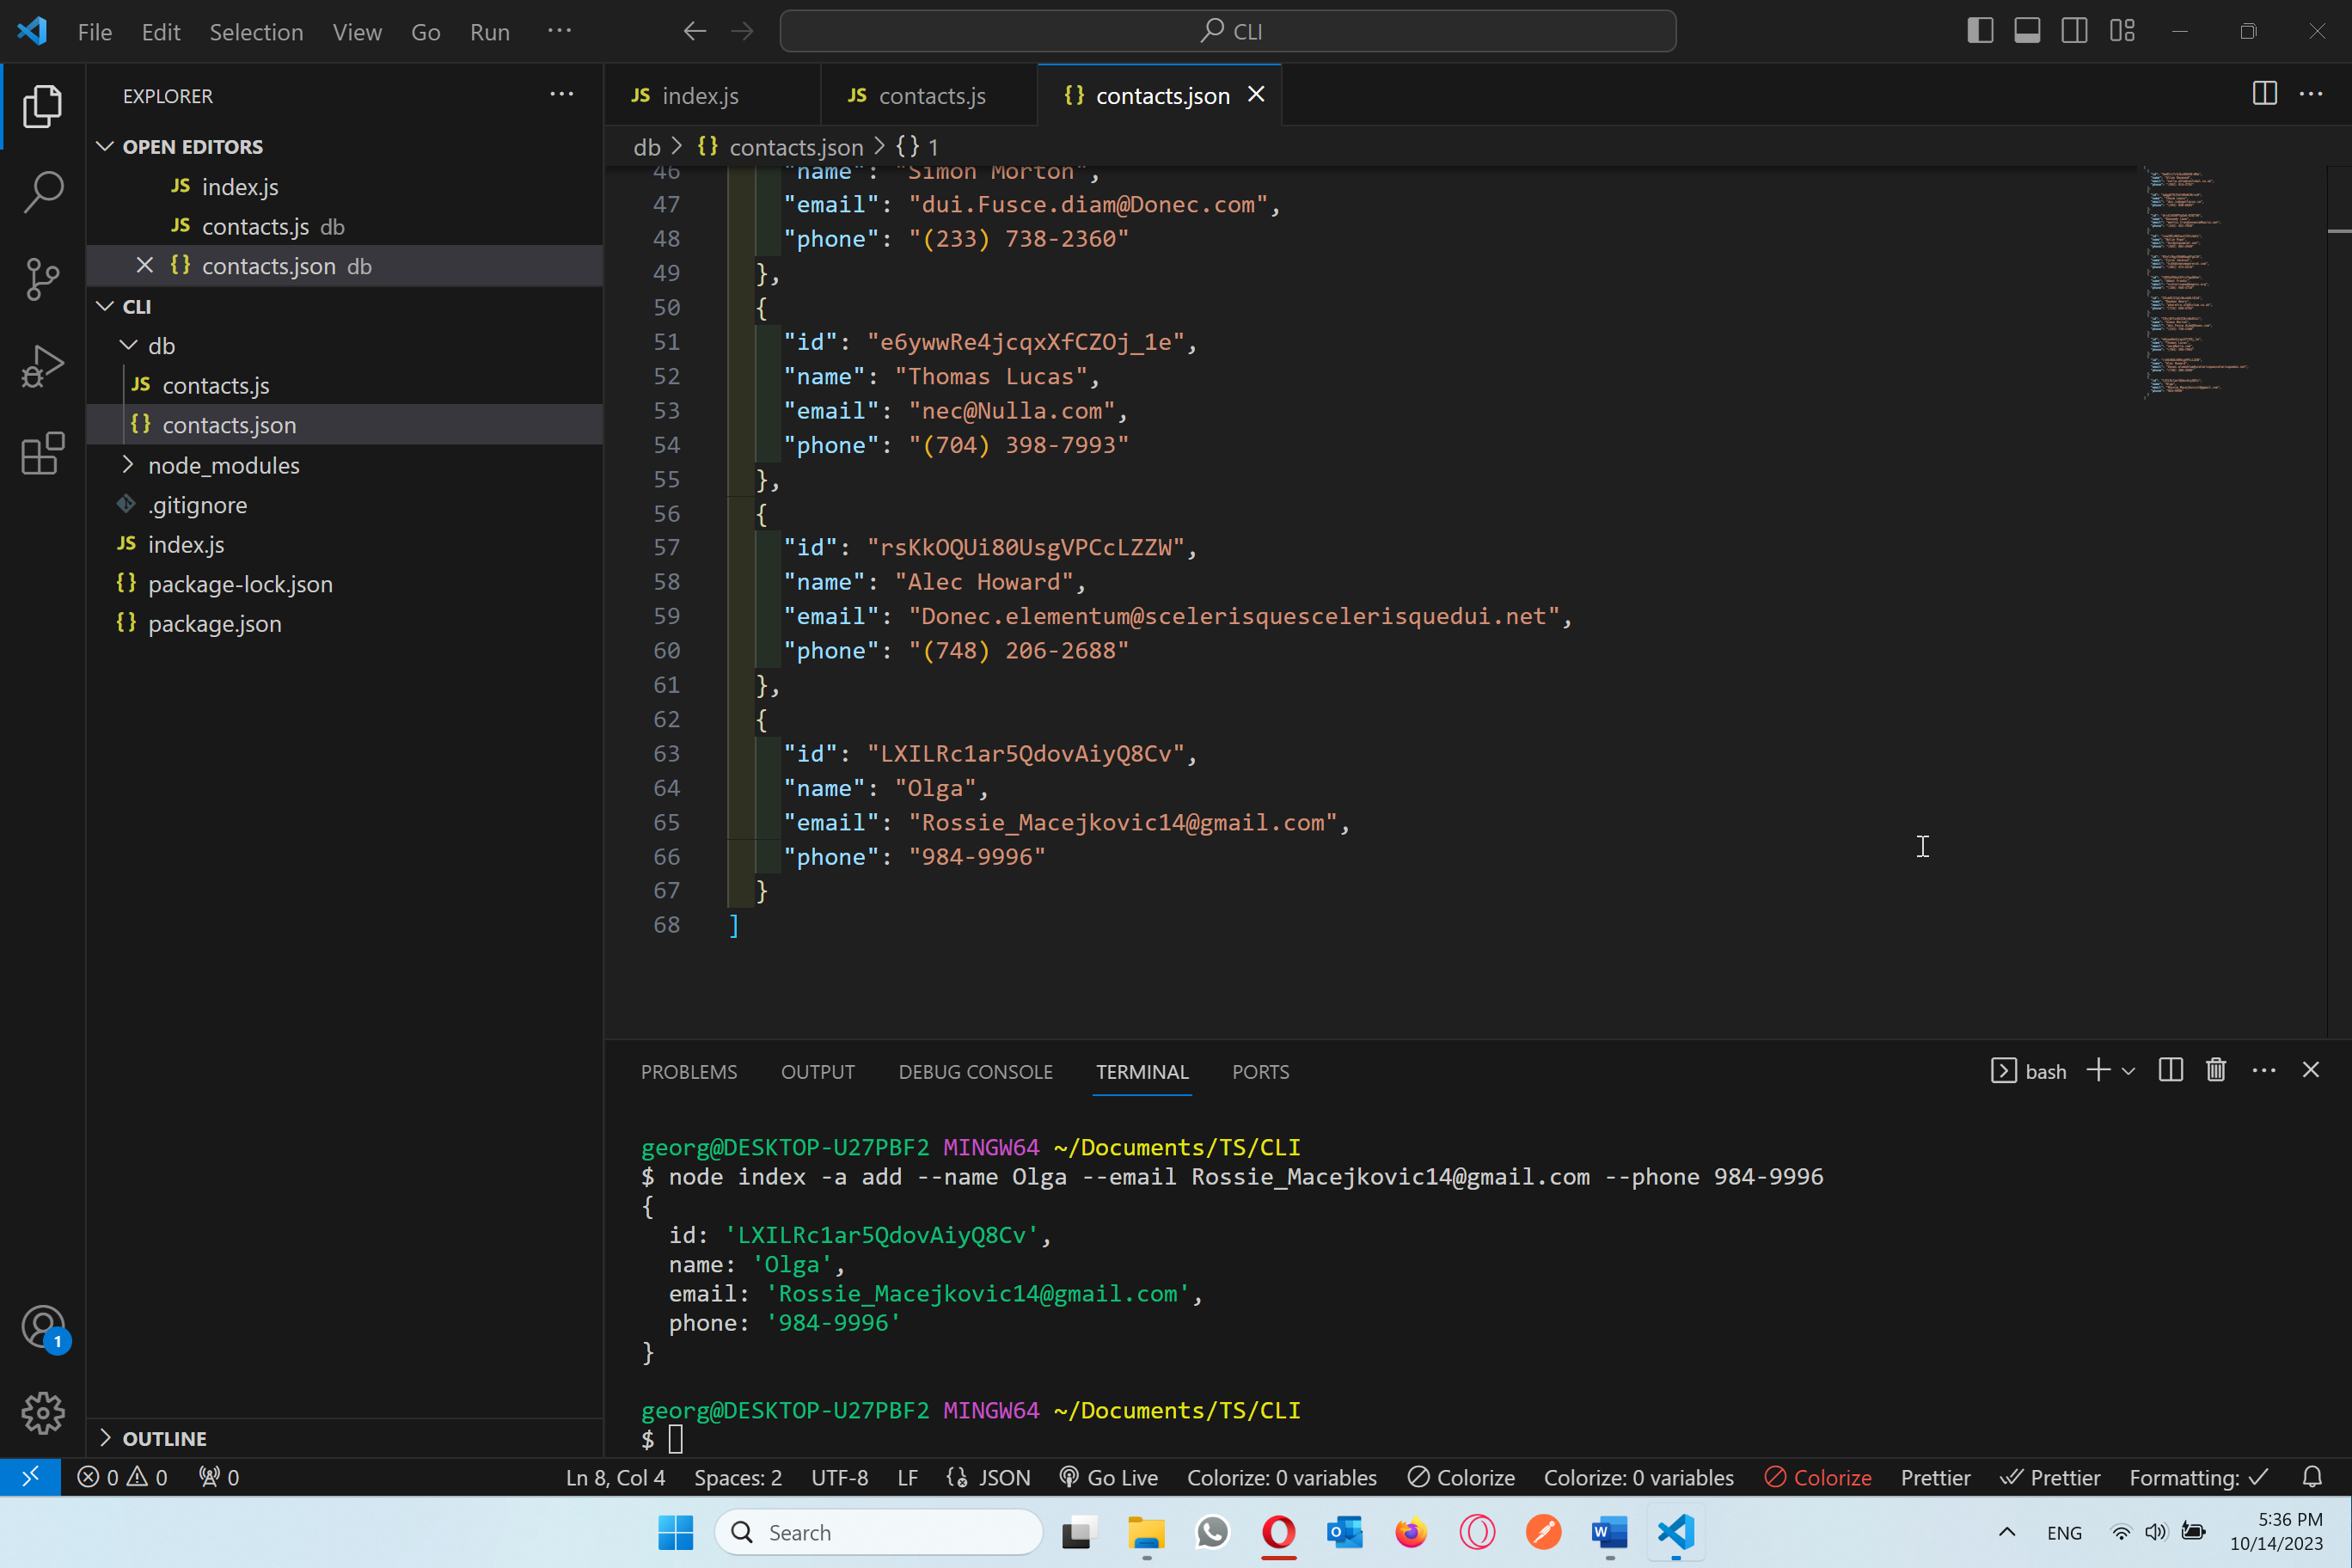 File Edit Selection View Go Run ··· CLI
EXPLORER ···
OPEN EDITORS
JS index.js
JS contacts.js db
{} contacts.json db
CLI
db
JS contacts.js
{} contacts.json
node_modules
.gitignore
JS index.js
{} package-lock.json
{} package.json
OUTLINE
1
JS index.js JS contacts.js {} contacts.json
db > {} contacts.json > {} 1
46 "name": "Simon Morton",
47 "email": "dui.Fusce.diam@Donec.com",
48 "phone": "(233) 738-2360"
49 },
50 {
51 "id": "e6ywwRe4jcqxXfCZOj_1e",
52 "name": "Thomas Lucas",
53 "email": "nec@Nulla.com",
54 "phone": "(704) 398-7993"
55 },
56 {
57 "id": "rsKkOQUi80UsgVPCcLZZW",
58 "name": "Alec Howard",
59 "email": "Donec.elementum@scelerisquescelerisquedui.net",
60 "phone": "(748) 206-2688"
61 },
62 {
63 "id": "LXILRc1ar5QdovAiyQ8Cv",
64 "name": "Olga",
65 "email": "Rossie_Macejkovic14@gmail.com",
66 "phone": "984-9996"
67 }
68 ]
PROBLEMS OUTPUT DEBUG CONSOLE TERMINAL PORTS bash
georg@DESKTOP-U27PBF2 MINGW64 ~/Documents/TS/CLI
$ node index -a add --name Olga --email Rossie_Macejkovic14@gmail.com --phone 984-9996
{
id: 'LXILRc1ar5QdovAiyQ8Cv',
name: 'Olga',
email: 'Rossie_Macejkovic14@gmail.com',
phone: '984-9996'
}
georg@DESKTOP-U27PBF2 MINGW64 ~/Documents/TS/CLI
$
0 0 0 Ln 8, Col 4 Spaces: 2 UTF-8 LF {} JSON Go Live Colorize: 0 variables Colorize Colorize: 0 variables Colorize Prettier Prettier Formatting:
Search ENG 5:36 PM
10/14/2023